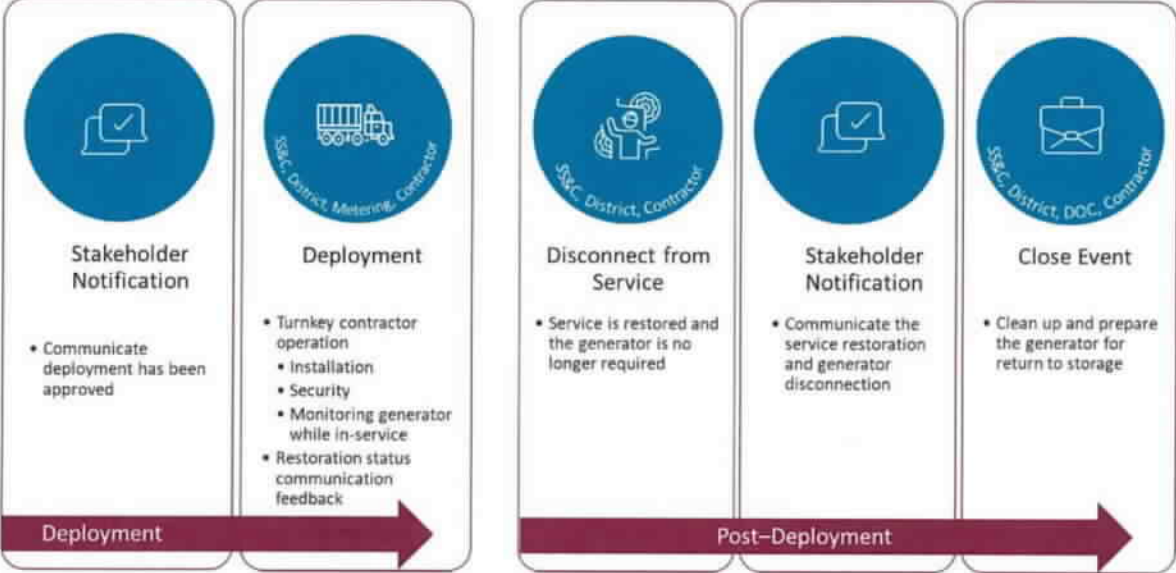 SS&C, District, Metering, Contractor
SS&C, District, Contractor
SS&C, District, DOC, Contractor
Stakeholder
Notification
• Communicate
deployment has been
approved
Deployment
• Turnkey contractor
operation
• Installation
• Security
• Monitoring generator
while in-service
• Restoration status
communication
feedback
Deployment
Disconnect from
Service
• Service is restored and
the generator is no
longer required
Stakeholder
Notification
• Communicate the
service restoration
and generator
disconnection
Close Event
• Clean up and prepare
the generator for
return to storage
Post–Deployment